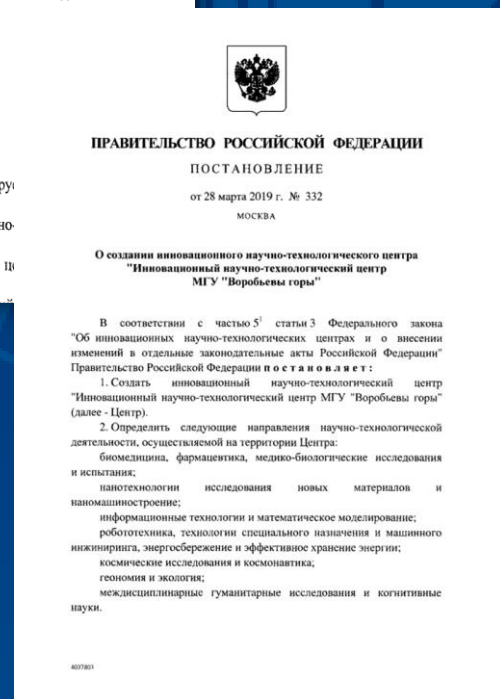 ПРАВИТЕЛЬСТВО РОССИЙСКОЙ ФЕДЕРАЦИИ
ПОСТАНОВЛЕНИЕ
от 28 марта 2019 г. № 332
МОСКВА
О создании инновационного научно-технологического центра
"Инновационный научно-технологический центр
МГУ "Воробьевы горы"
В соответствии с частью 5¹ статьи 3 Федерального закона
"Об инновационных научно-технологических центрах и о внесении
изменений в отдельные законодательные акты Российской Федерации"
Правительство Российской Федерации постановляет:
1. Создать инновационный научно-технологический центр
"Инновационный научно-технологический центр МГУ "Воробьевы горы"
(далее - Центр).
2. Определить следующие направления научно-технологической
деятельности, осуществляемой на территории Центра:
биомедицина, фармацевтика, медико-биологические исследования
и испытания;
нанотехнологии исследования новых материалов и
наномашиностроение;
информационные технологии и математическое моделирование;
робототехника, технологии специального назначения и машинного
инжиниринга, энергосбережение и эффективное хранение энергии;
космические исследования и космонавтика;
геономия и экология;
междисциплинарные гуманитарные исследования и когнитивные
науки.
4037803